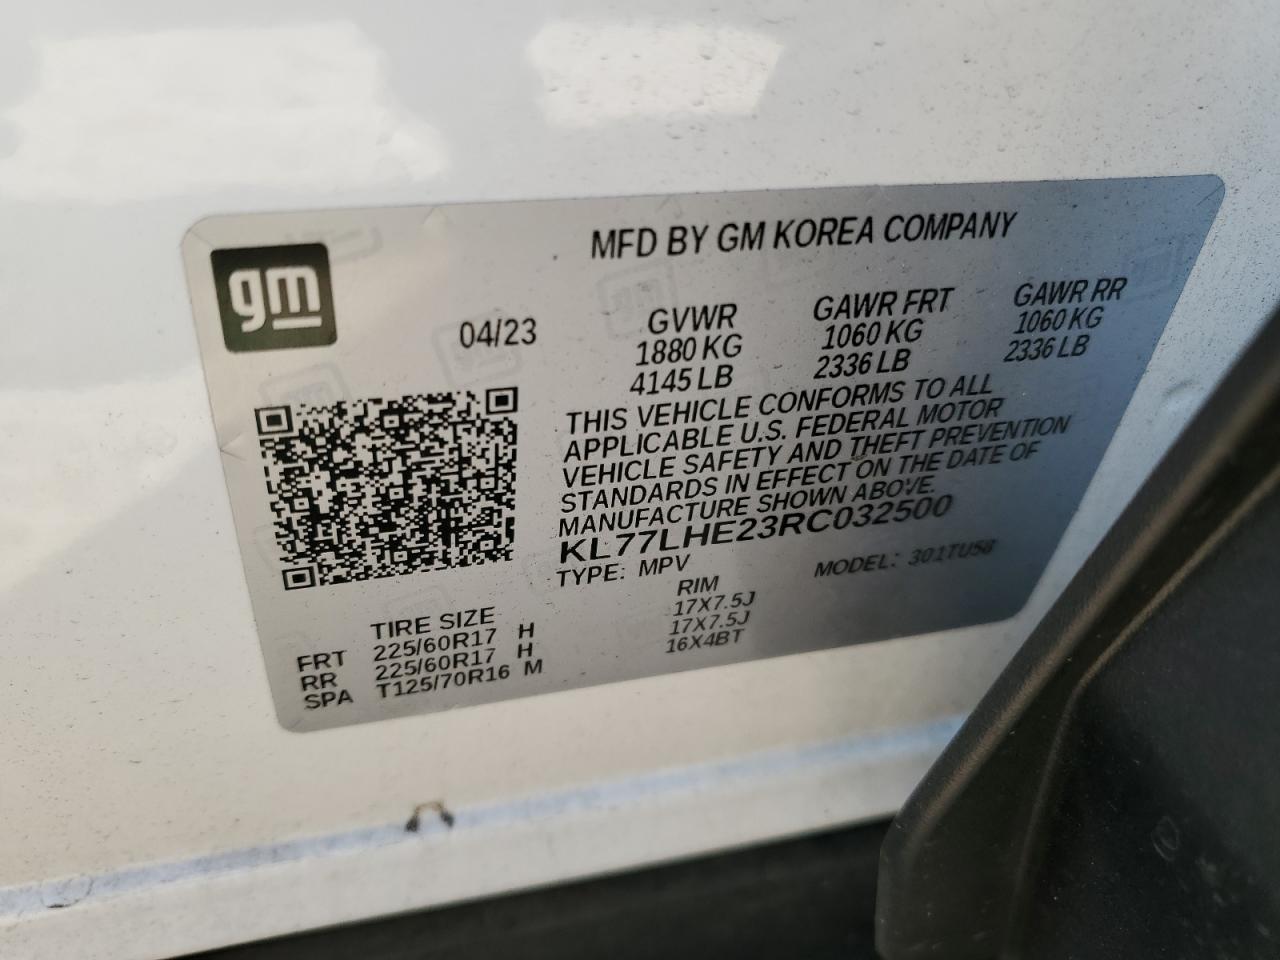 gm
MFD BY GM KOREA COMPANY
04/23
GVWR GAWR FRT GAWR RR
1880 KG 1060 KG 1060 KG
4145 LB 2336 LB 2336 LB
THIS VEHICLE CONFORMS TO ALL
APPLICABLE U.S. FEDERAL MOTOR
VEHICLE SAFETY AND THEFT PREVENTION
STANDARDS IN EFFECT ON THE DATE OF
MANUFACTURE SHOWN ABOVE.
KL77LHE23RC032500
TYPE: MPV MODEL: 301TU58
TIRE SIZE RIM
FRT 225/60R17 H 17X7.5J
RR 225/60R17 H 17X7.5J
SPA T125/70R16 M 16X4BT